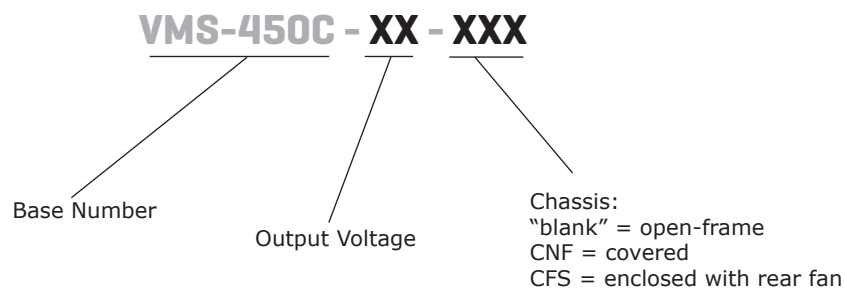 VMS-450C - XX - XXX
Base Number
Output Voltage
Chassis:
"blank" = open-frame
CNF = covered
CFS = enclosed with rear fan